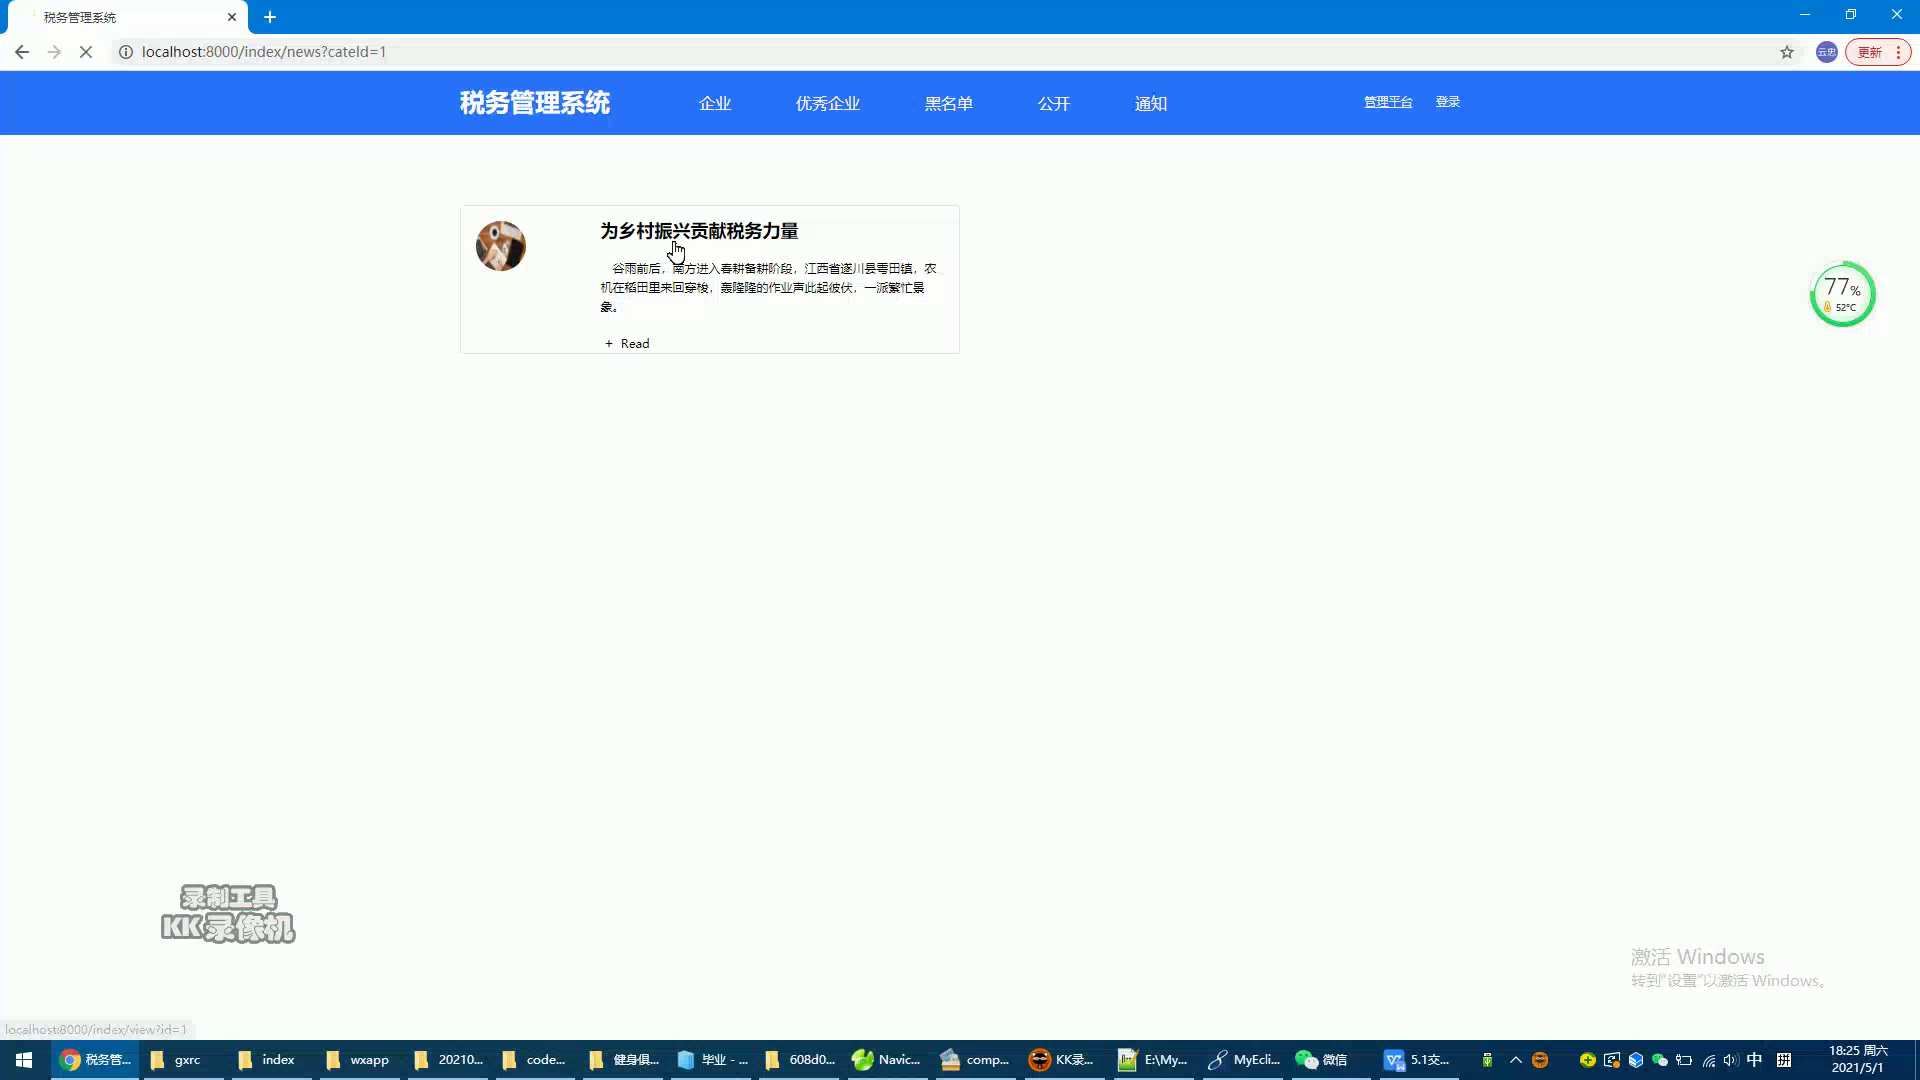 税务管理系统
localhost:8000/index/news?cateId=1
云忠
更新
税务管理系统
企业
优秀企业
黑名单
公开
通知
管理平台
登录
为乡村振兴贡献税务力量
谷雨前后，南方进入春耕备耕阶段，江西省遂川县雩田镇，农
机在稻田里来回穿梭，轰隆隆的作业声此起彼伏，一派繁忙景
象。
+ Read
77%
52°C
录制工具
KK录像机
激活 Windows
转到"设置"以激活 Windows。
localhost:8000/index/view?id=1
税务管...
gxrc
index
wxapp
20210...
code...
健身俱...
毕业 - ...
608d0...
Navic...
comp...
KK录...
E:\My...
MyEcli...
微信
5.1交...
中
拼
18:25 周六
2021/5/1